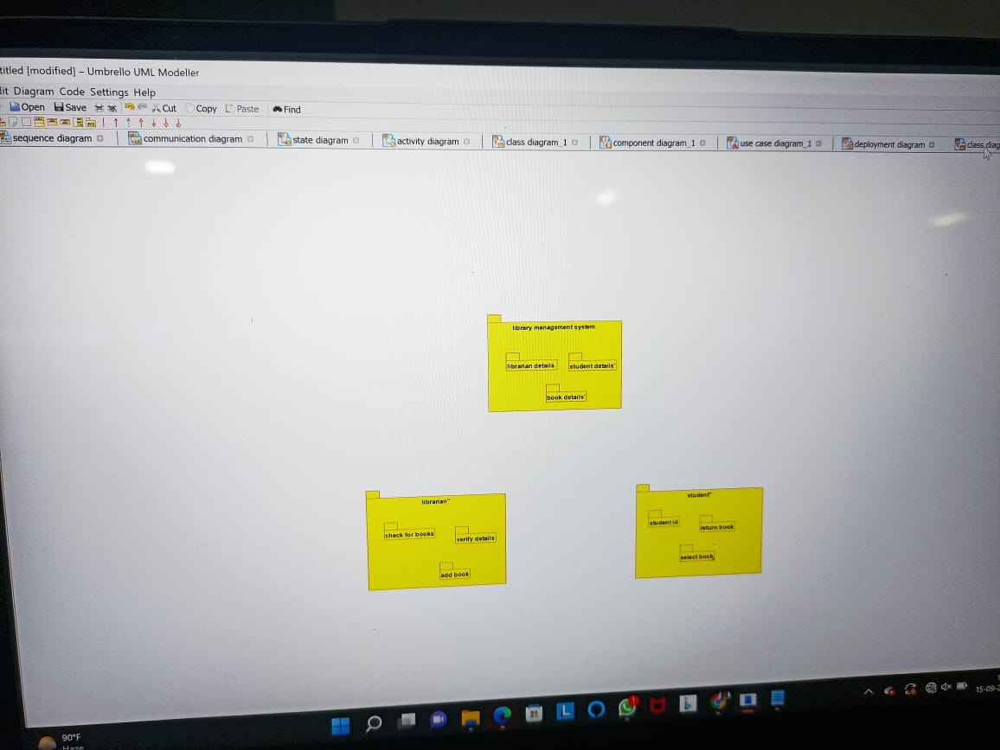 titled [modified] – Umbrello UML Modeller
dit Diagram Code Settings Help
Open Save Cut Copy Paste Find
sequence diagram communication diagram state diagram activity diagram class diagram_1 component diagram_1 use case diagram_1 deployment diagram class diag
library management system
librarian details student details'
book details'
librarian" student"
check for books verify details student id return book
add book select book
15-09-2
90°F
Haze